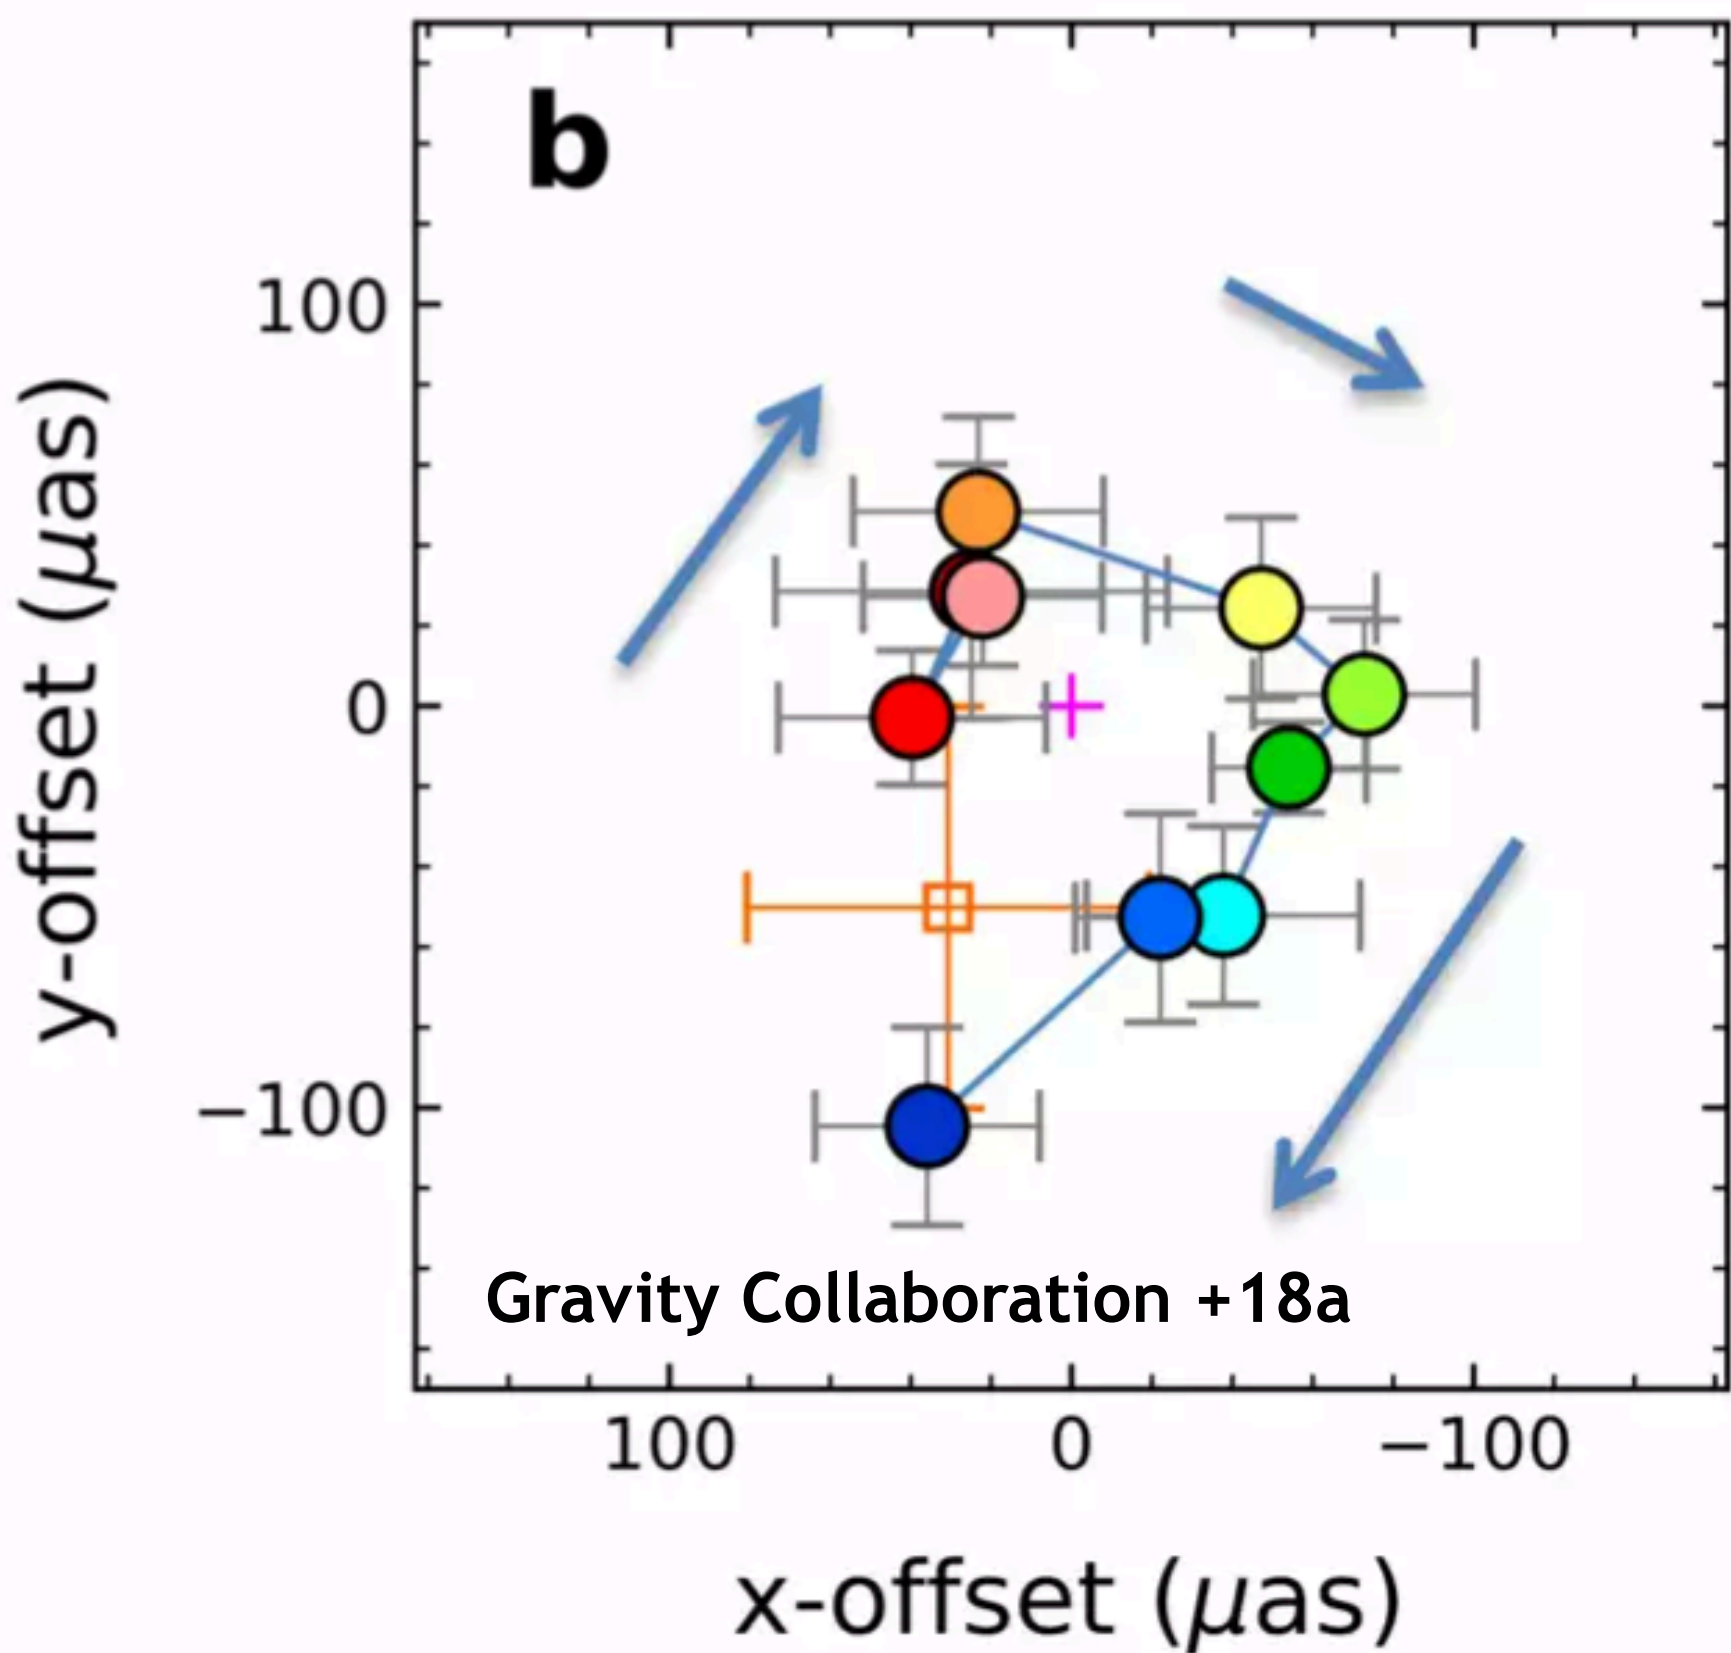 b
100
0
−100
y-offset (μas)
Gravity Collaboration +18a
100 0 −100
x-offset (μas)